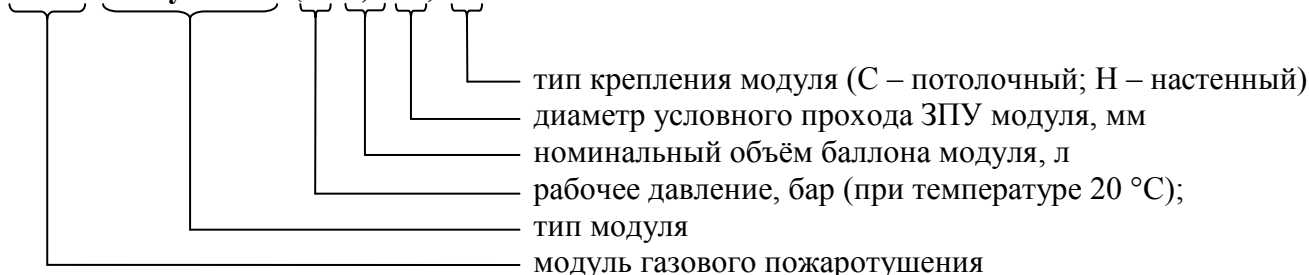 тип крепления модуля (С – потолочный; Н – настенный)
диаметр условного прохода ЗПУ модуля, мм
номинальный объём баллона модуля, л
рабочее давление, бар (при температуре 20 °С);
тип модуля
модуль газового пожаротушения